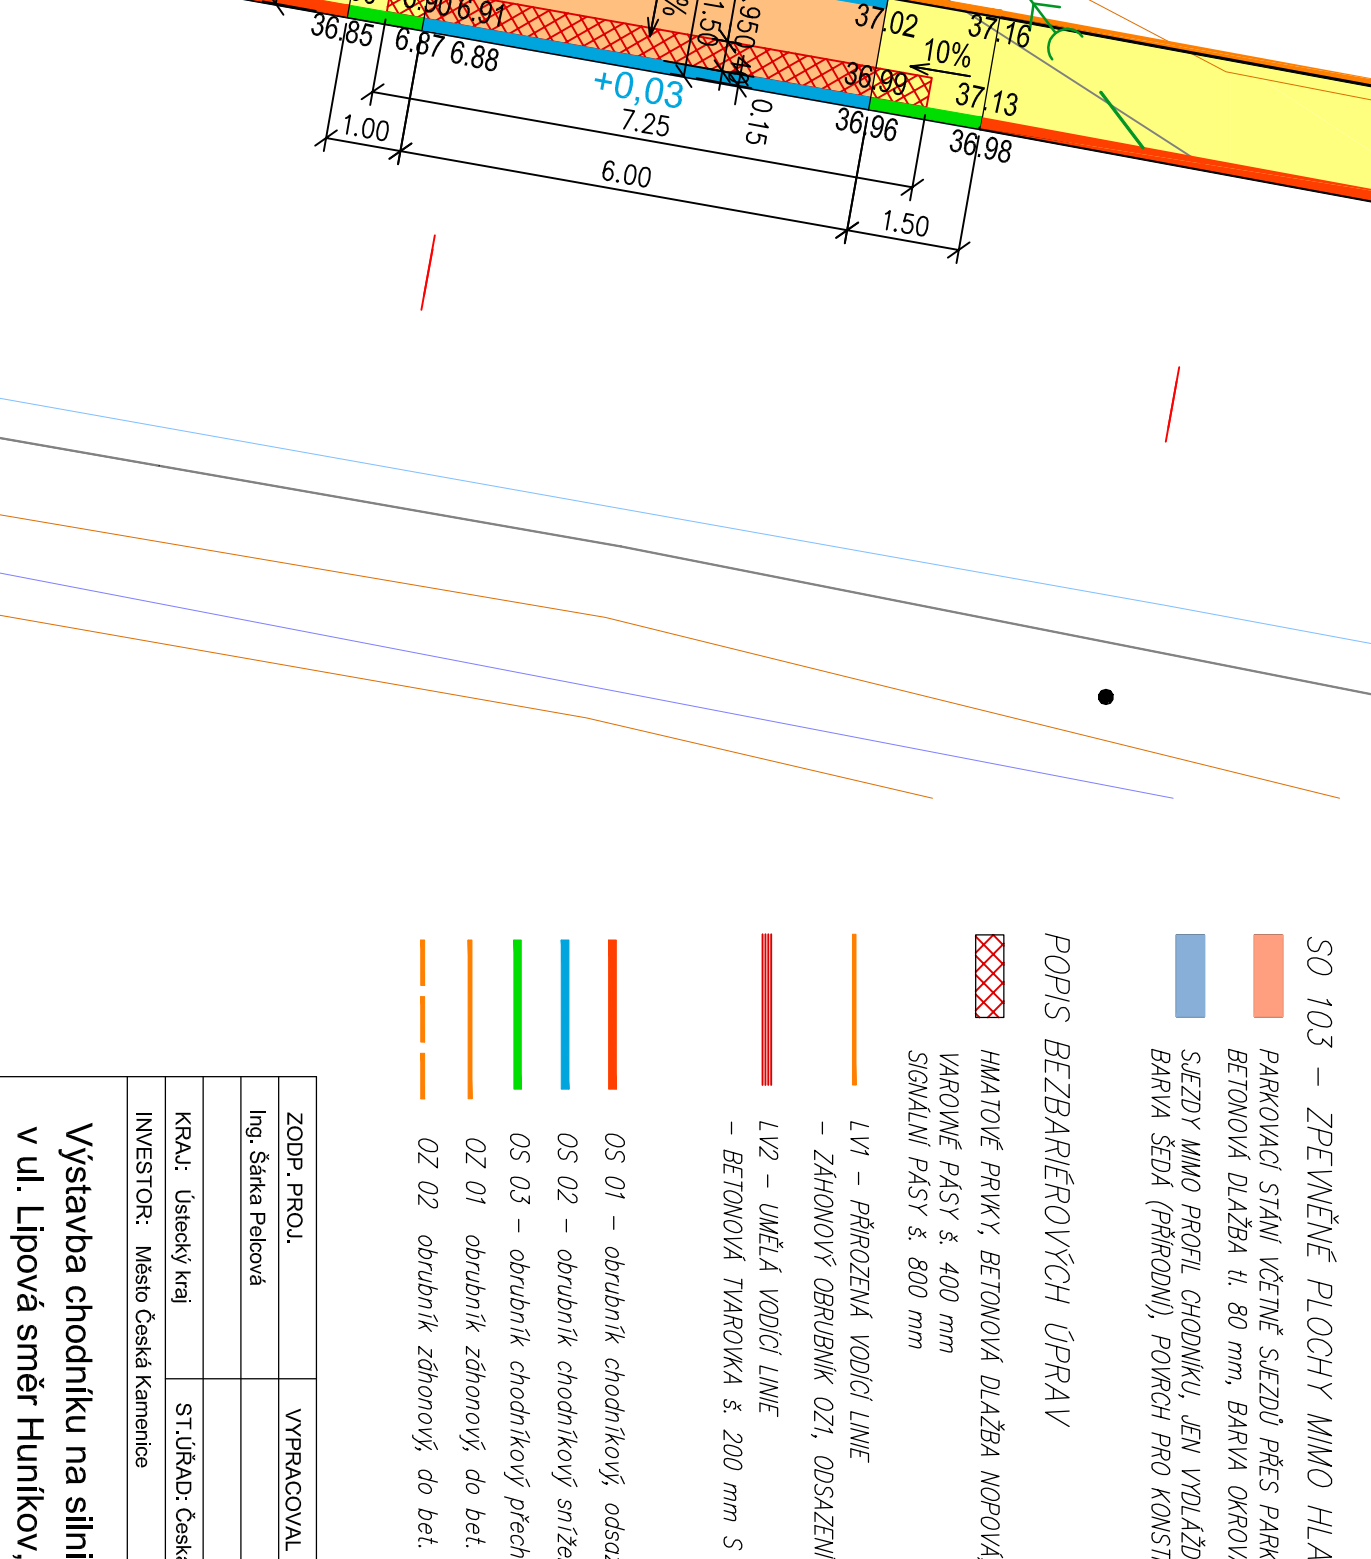 36.85
6.87
6.88
6.90
6.91
1.50
.950
37.02
37.16
10%
36.99
37.13
+0,03
0.15
36.96
36.98
1.00
7.25
6.00
1.50
SO 103 – ZPEVNĚNÉ PLOCHY MIMO
PARKOVACÍ STÁNÍ VČETNĚ SJEZDŮ PŘES
BETONOVÁ DLAŽBA tl. 80 mm, BARVA
SJEZDY MIMO PROFIL CHODNÍKU, JEN
BARVA ŠEDÁ (PŘÍRODNÍ), POVRCH PRO
POPIS BEZBARIÉROVÝCH ÚPRAV
HMATOVÉ PRVKY, BETONOVÁ DLAŽBA NOPOVÁ,
VAROVNÉ PÁSY š. 400 mm
SIGNÁLNÍ PÁSY š. 800 mm
LV1 – PŘIROZENÁ VODÍCÍ LINIE
– ZÁHONOVÝ OBRUBNÍK OZ1, ODSAZENÍ
LV2 – UMĚLÁ VODÍCÍ LINIE
– BETONOVÁ TVAROVKA š. 200 mm S
OS 01 – obrubník chodníkový, odsaz
OS 02 – obrubník chodníkový sníže
OS 03 – obrubník chodníkový přech
OZ 01 obrubník záhonový, do bet.
OZ 02 obrubník záhonový, do bet.
ZODP. PROJ. VYPRACOVAL
Ing. Šárka Pelcová
KRAJ: Ústecký kraj ST.ÚŘAD: Česká
INVESTOR: Město Česká Kamenice
Výstavba chodníku na silni
v ul. Lipová směr Huníkov,